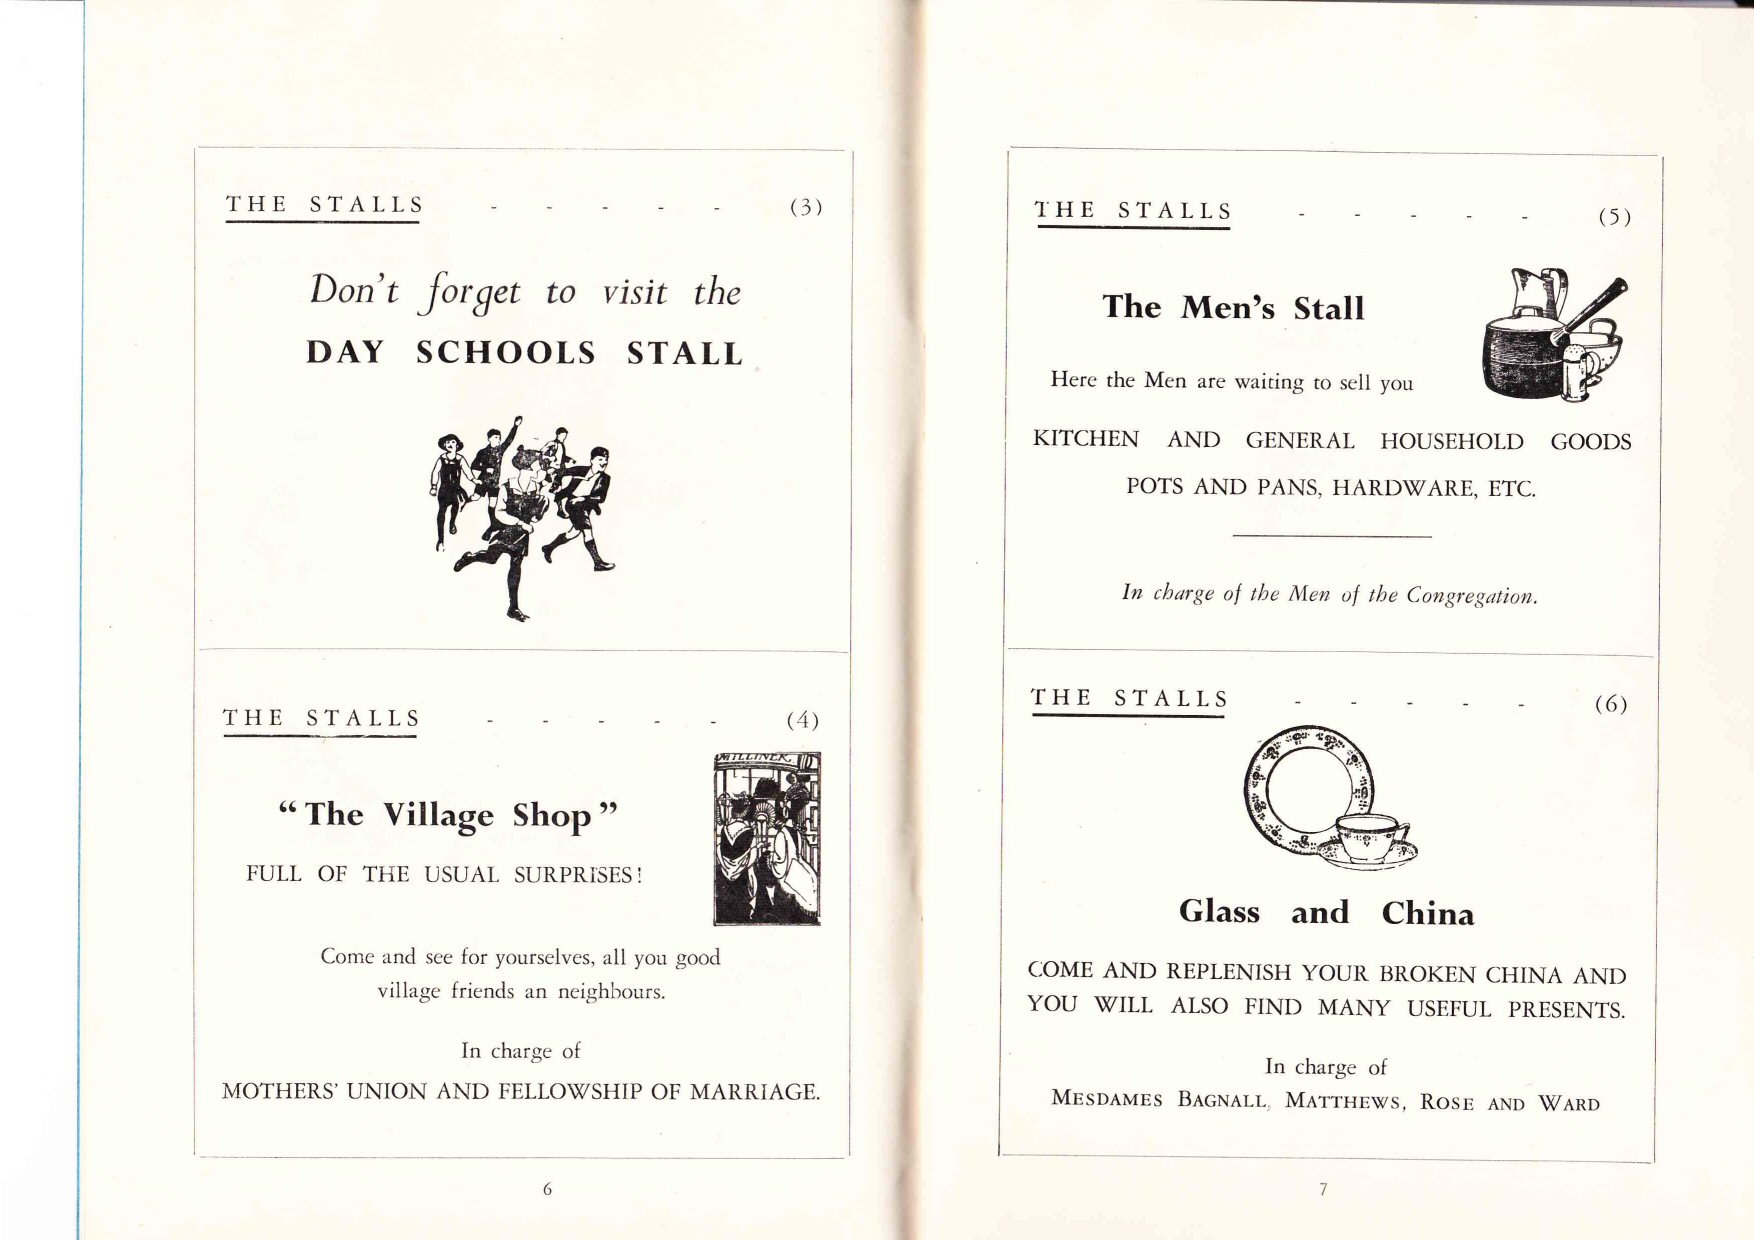 THE STALLS - - - - - (3)
Don't forget to visit the
DAY SCHOOLS STALL
THE STALLS - - - - - (4)
MILLINER.
“The Village Shop”
FULL OF THE USUAL SURPRISES!
Come and see for yourselves, all you good
village friends an neighbours.
In charge of
MOTHERS' UNION AND FELLOWSHIP OF MARRIAGE.
6
THE STALLS - - - - - (5)
The Men's Stall
Here the Men are waiting to sell you
KITCHEN AND GENERAL HOUSEHOLD GOODS
POTS AND PANS, HARDWARE, ETC.
In charge of the Men of the Congregation.
THE STALLS - - - - - (6)
Glass and China
COME AND REPLENISH YOUR BROKEN CHINA AND
YOU WILL ALSO FIND MANY USEFUL PRESENTS.
In charge of
MESDAMES BAGNALL, MATTHEWS, ROSE AND WARD
7